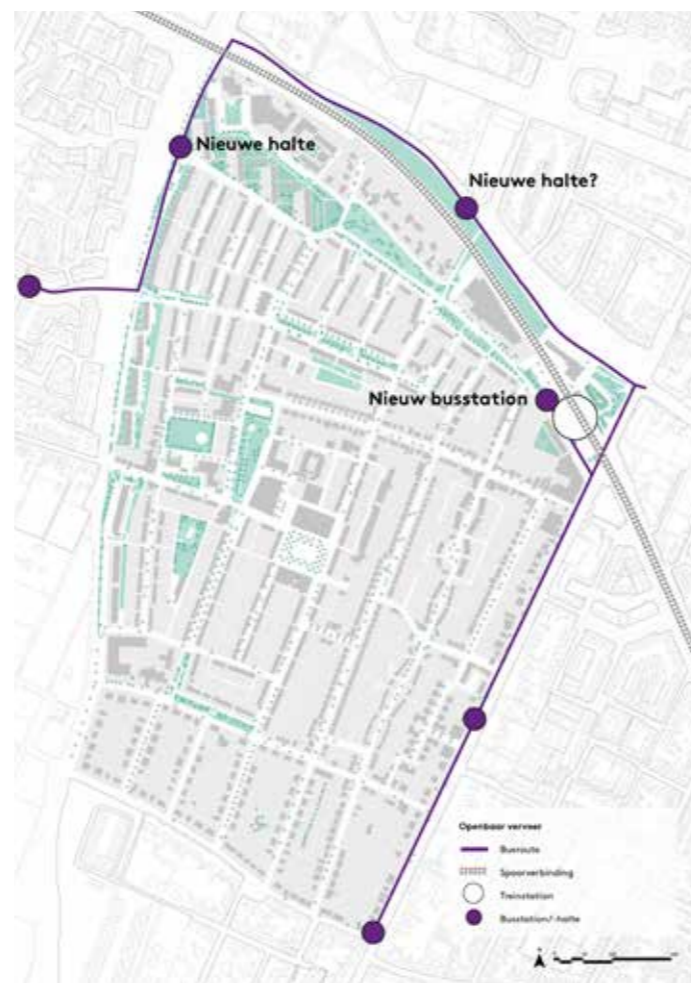 Nieuwe halte
Nieuwe halte?
Nieuw busstation
Openbaar vervoer
Busroute
Spoorverbinding
Treinstation
Busstation/-halte